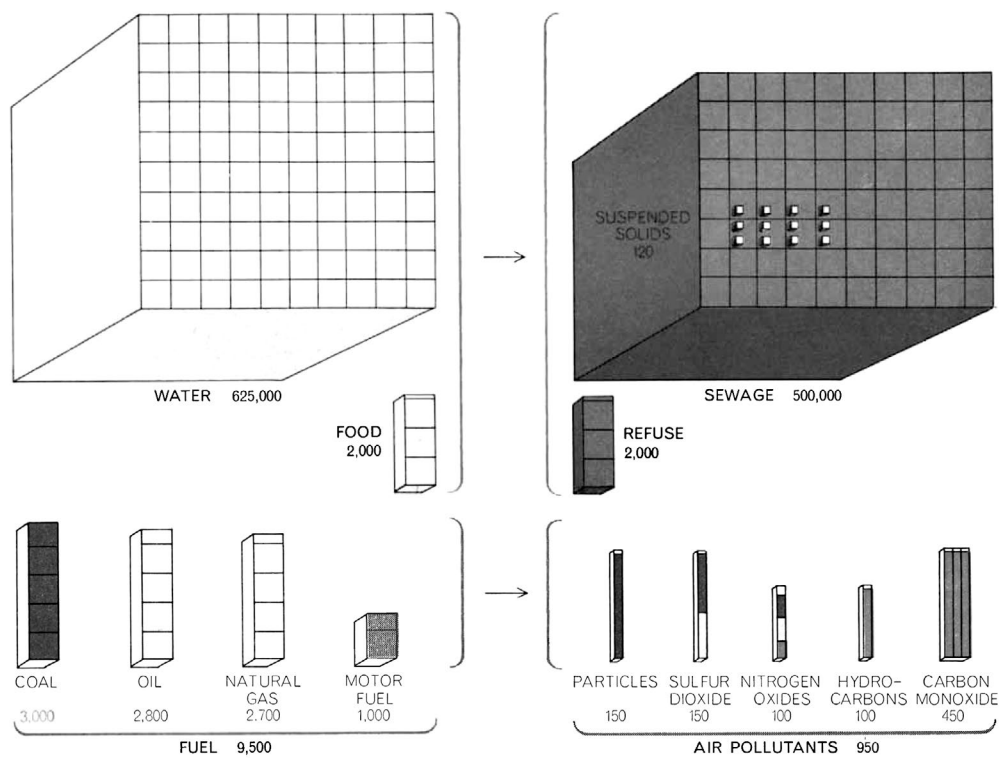 SUSPENDED
SOLIDS
120
WATER 625,000
SEWAGE 500,000
FOOD
2,000
REFUSE
2,000
COAL
3,000
OIL
2,800
NATURAL
GAS
2.700
MOTOR
FUEL
1,000
FUEL 9,500
PARTICLES
150
SULFUR
DIOXIDE
150
NITROGEN
OXIDES
100
HYDRO-
CARBONS
100
CARBON
MONOXIDE
450
AIR POLLUTANTS 950